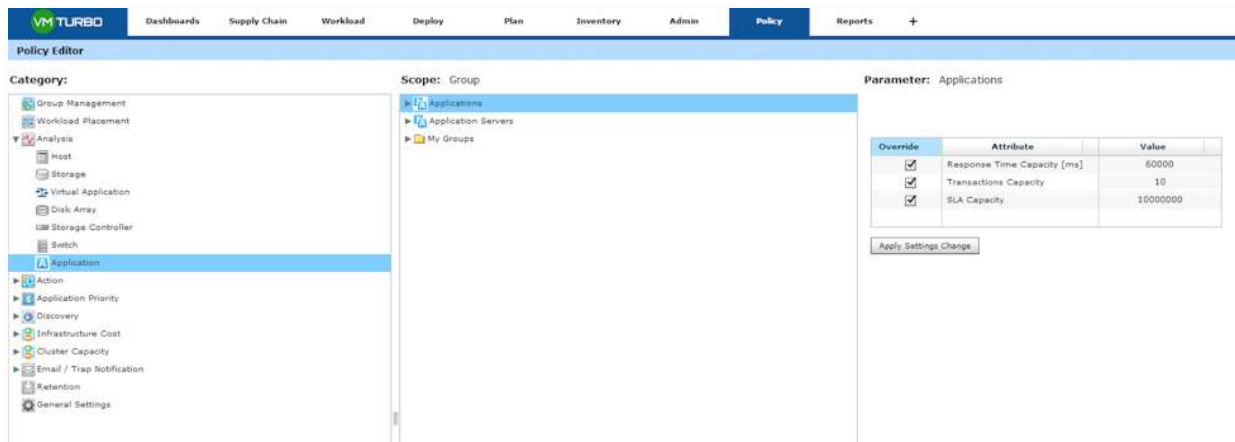 VMTURBO Dashboards Supply Chain Workload Deploy Plan Inventory Admin Policy Reports +
Policy Editor
Category:
Group Management
Workload Placement
Analysis
Host
Storage
Virtual Application
Disk Array
Storage Controller
Switch
Application
Action
Application Priority
Discovery
Infrastructure Cost
Cluster Capacity
Email / Trap Notification
Retention
General Settings
Scope: Group
Applications
Application Servers
My Groups
Parameter: Applications
Override Attribute Value
Response Time Capacity [ms] 60000
Transactions Capacity 10
SLA Capacity 10000000
Apply Settings Change